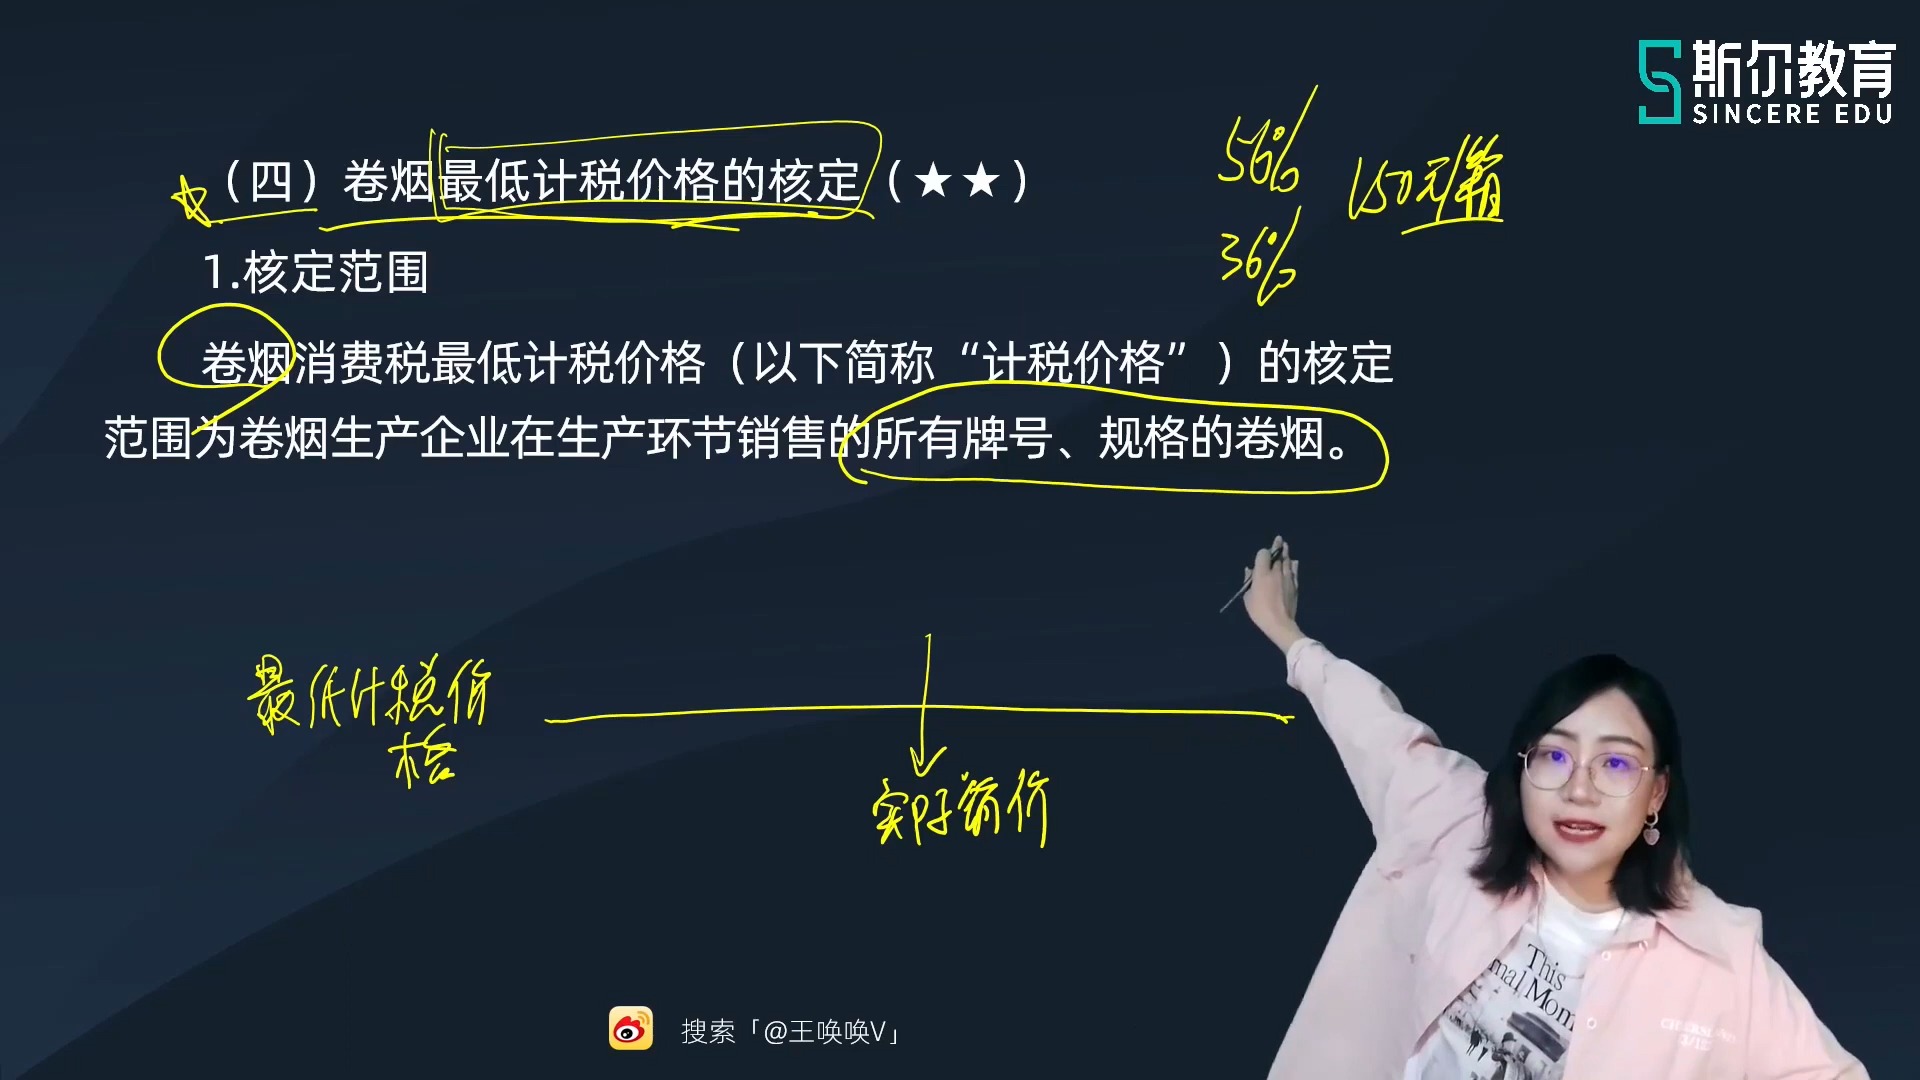 斯尔教育
SINCERE EDU
（四）卷烟最低计税价格的核定（★★）
56%
150元/箱
36%
1.核定范围
卷烟消费税最低计税价格（以下简称“计税价格”）的核定
范围为卷烟生产企业在生产环节销售的所有牌号、规格的卷烟。
最低计税价
格
实际销价
This
mal Mom
搜索「@王唤唤V」